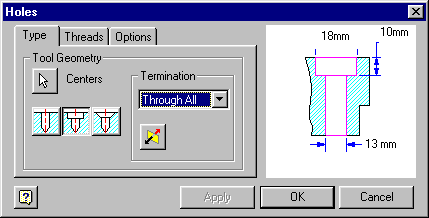 Holes
Type Threads Options
Tool Geometry
Centers
Termination
Through All
18mm
10mm
13 mm
Apply OK Cancel